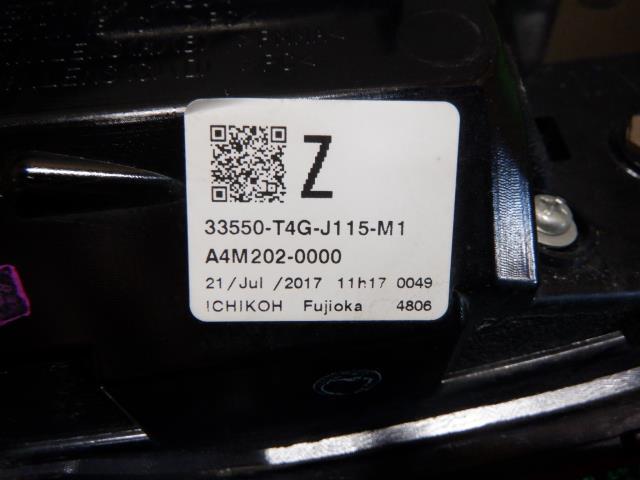 Z
33550-T4G-J115-M1
A4M202-0000
21/Jul /2017 11h17 0049
ICHIKOH Fujioka 4806